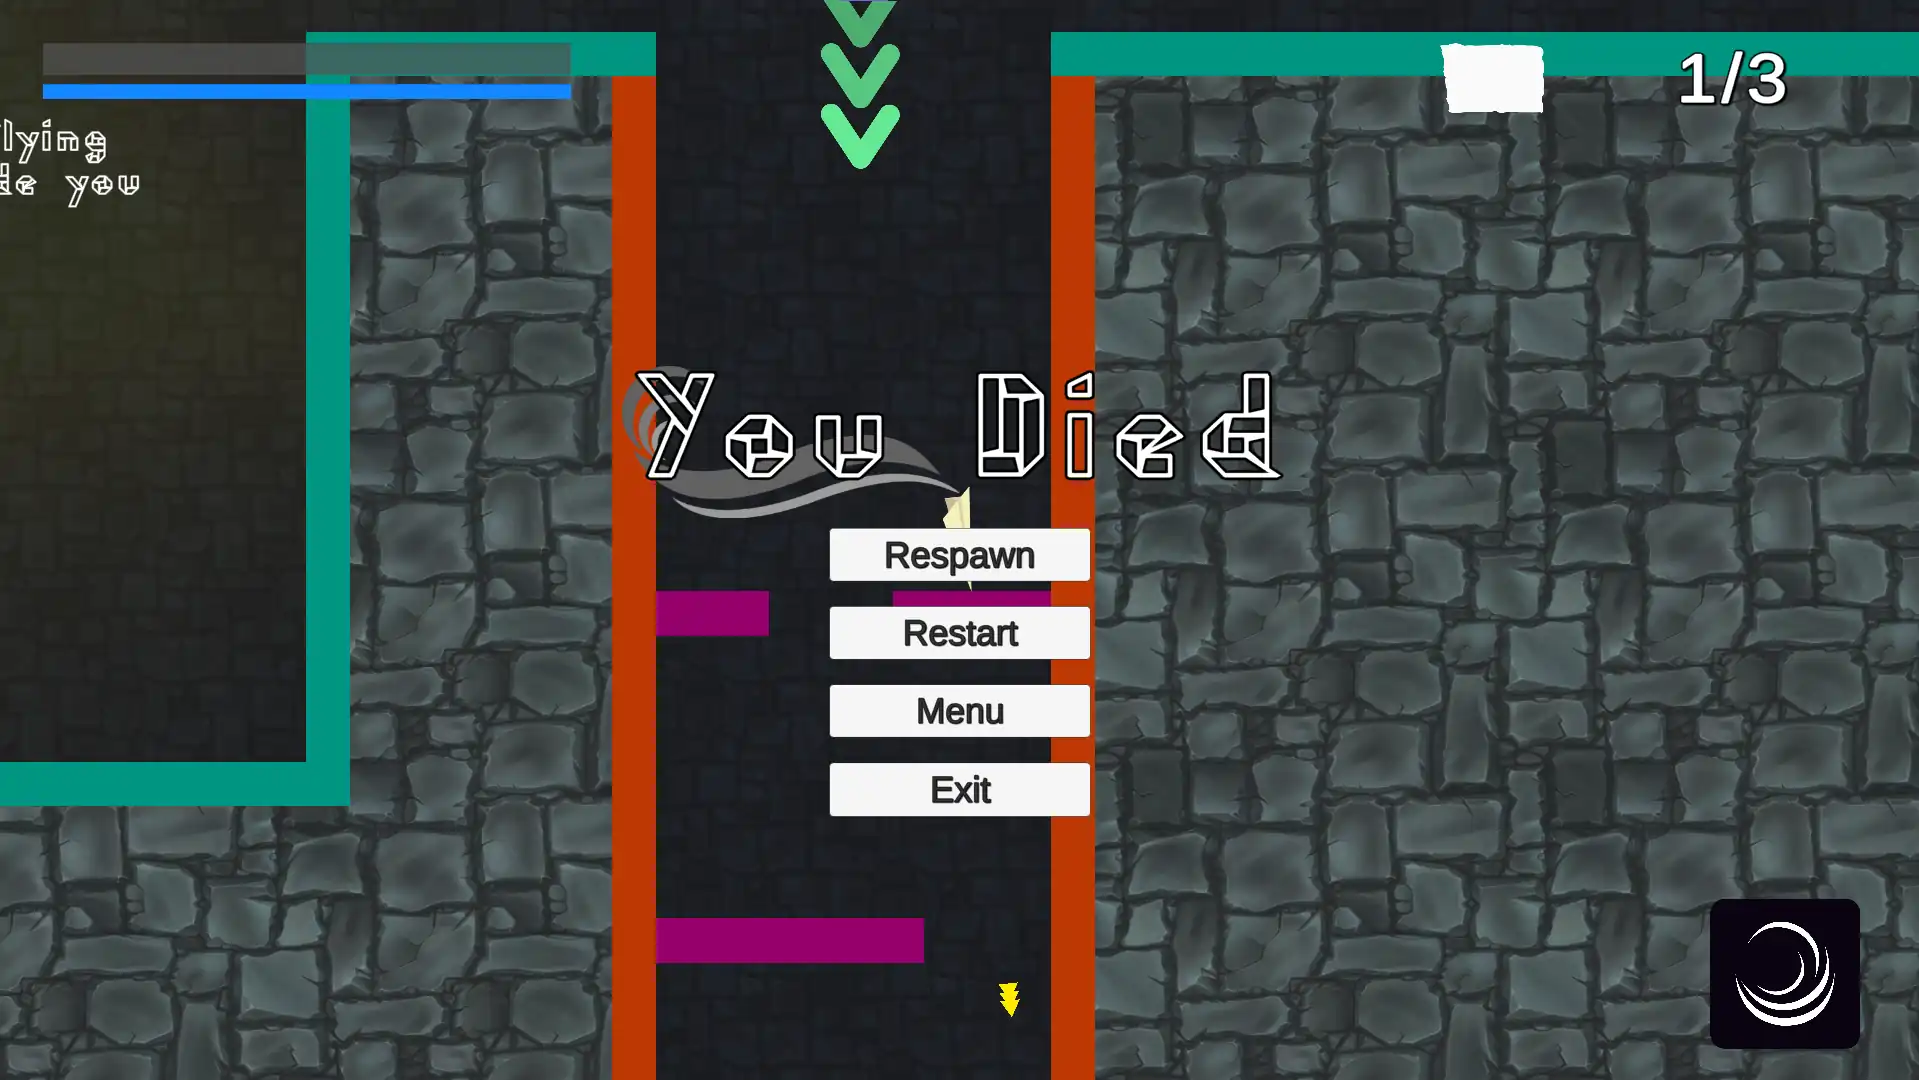 1/3
lying
de you
You Died
Respawn
Restart
Menu
Exit